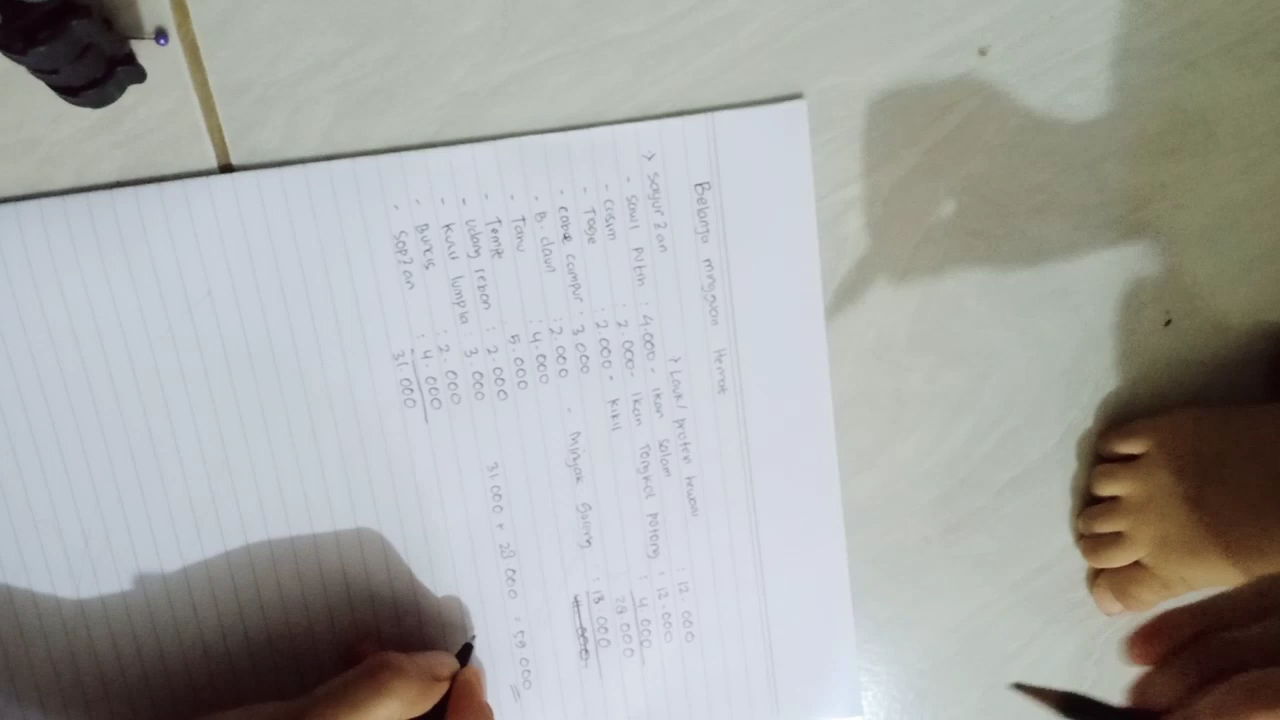 Belanja mingguan Hemat
→ Lauk / protein hewani
→ sayur2an
- Ikan salam : 12.000
- sawi putih : 4.000
- Ikan Tongkol potong : 12.000
- caisim : 2.000
- kikil : 4.000
- Toge : 2.000
28.000
- cabe campur : 3.000
- B. daun : 2.000
- Minyak Goreng : 13.000
- Tahu : 4.000
- Tempe 5.000
- Udang rebon : 2.000
- Kulit lumpia : 3.000
- Buncis : 2.000
- Sop2an : 4.000
31.000
31.000 + 28.000 = 59.000